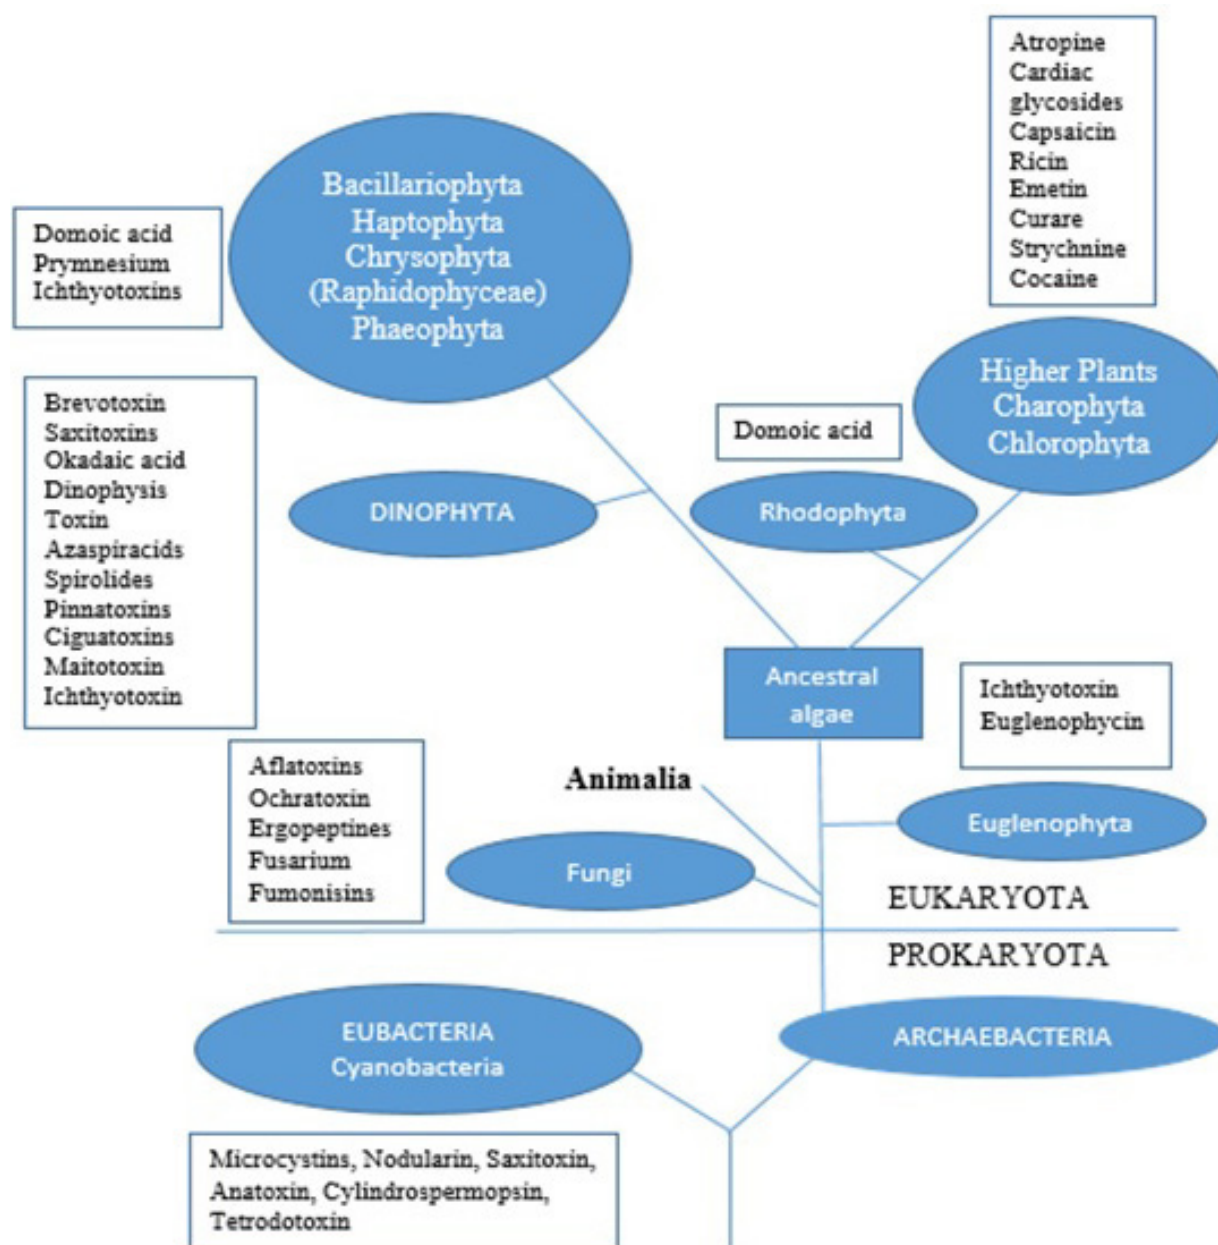 Atropine
Cardiac
glycosides
Capsaicin
Ricin
Emetin
Curare
Strychnine
Cocaine
Bacillariophyta
Haptophyta
Chrysophyta
(Raphidophyceae)
Phaeophyta
Domoic acid
Prymnesium
Ichthyotoxins
Higher Plants
Charophyta
Chlorophyta
Brevotoxin
Saxitoxins
Okadaic acid
Dinophysis
Toxin
Azaspiracids
Spirolides
Pinnatoxins
Ciguatoxins
Maitotoxin
Ichthyotoxin
DINOPHYTA
Domoic acid
Rhodophyta
Ancestral
algae
Ichthyotoxin
Euglenophycin
Aflatoxins
Ochratoxin
Ergopeptines
Fusarium
Fumonisins
Animalia
Fungi
Euglenophyta
EUKARYOTA
PROKARYOTA
EUBACTERIA
Cyanobacteria
ARCHAEBACTERIA
Microcystins, Nodularin, Saxitoxin,
Anatoxin, Cylindrospermopsin,
Tetrodotoxin